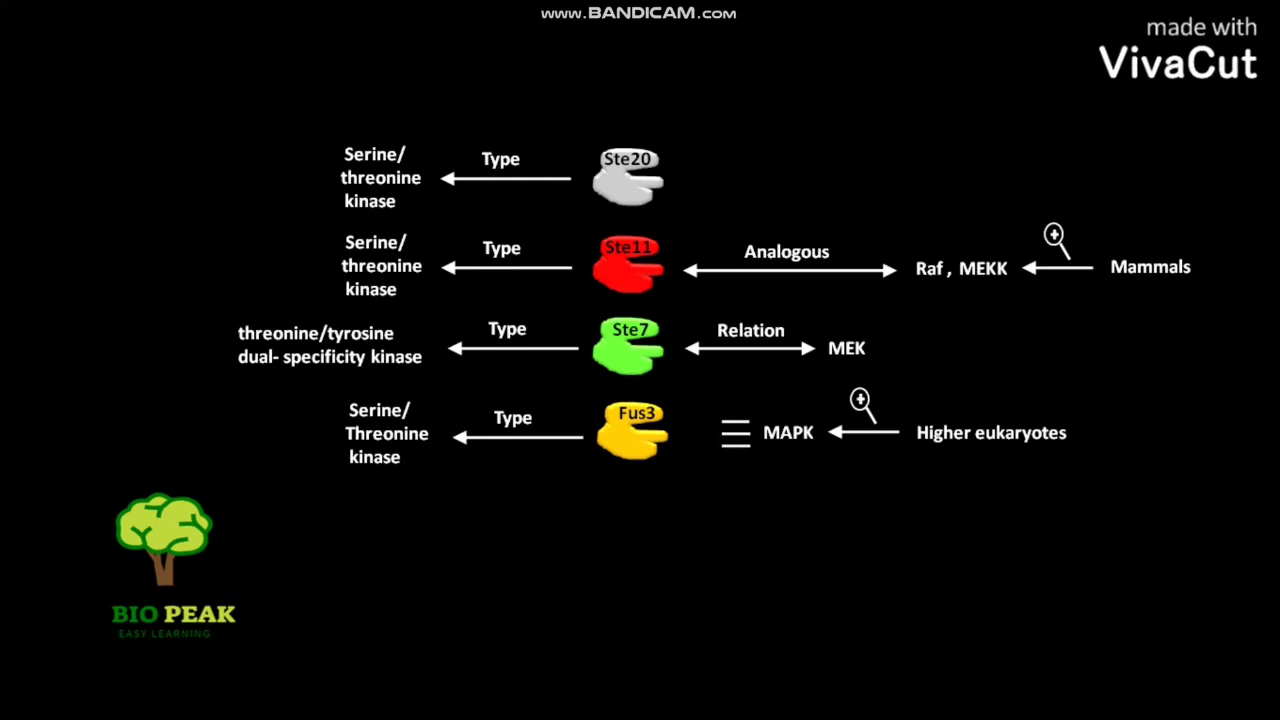 www.BANDICAM.com
made with
VivaCut
Serine/
threonine
kinase
Type
Ste20
Serine/
threonine
kinase
Type
Ste11
Analogous
Raf , MEKK
Mammals
threonine/tyrosine
dual- specificity kinase
Type
Ste7
Relation
MEK
Serine/
Threonine
kinase
Type
Fus3
MAPK
Higher eukaryotes
BIO PEAK
EASY LEARNING